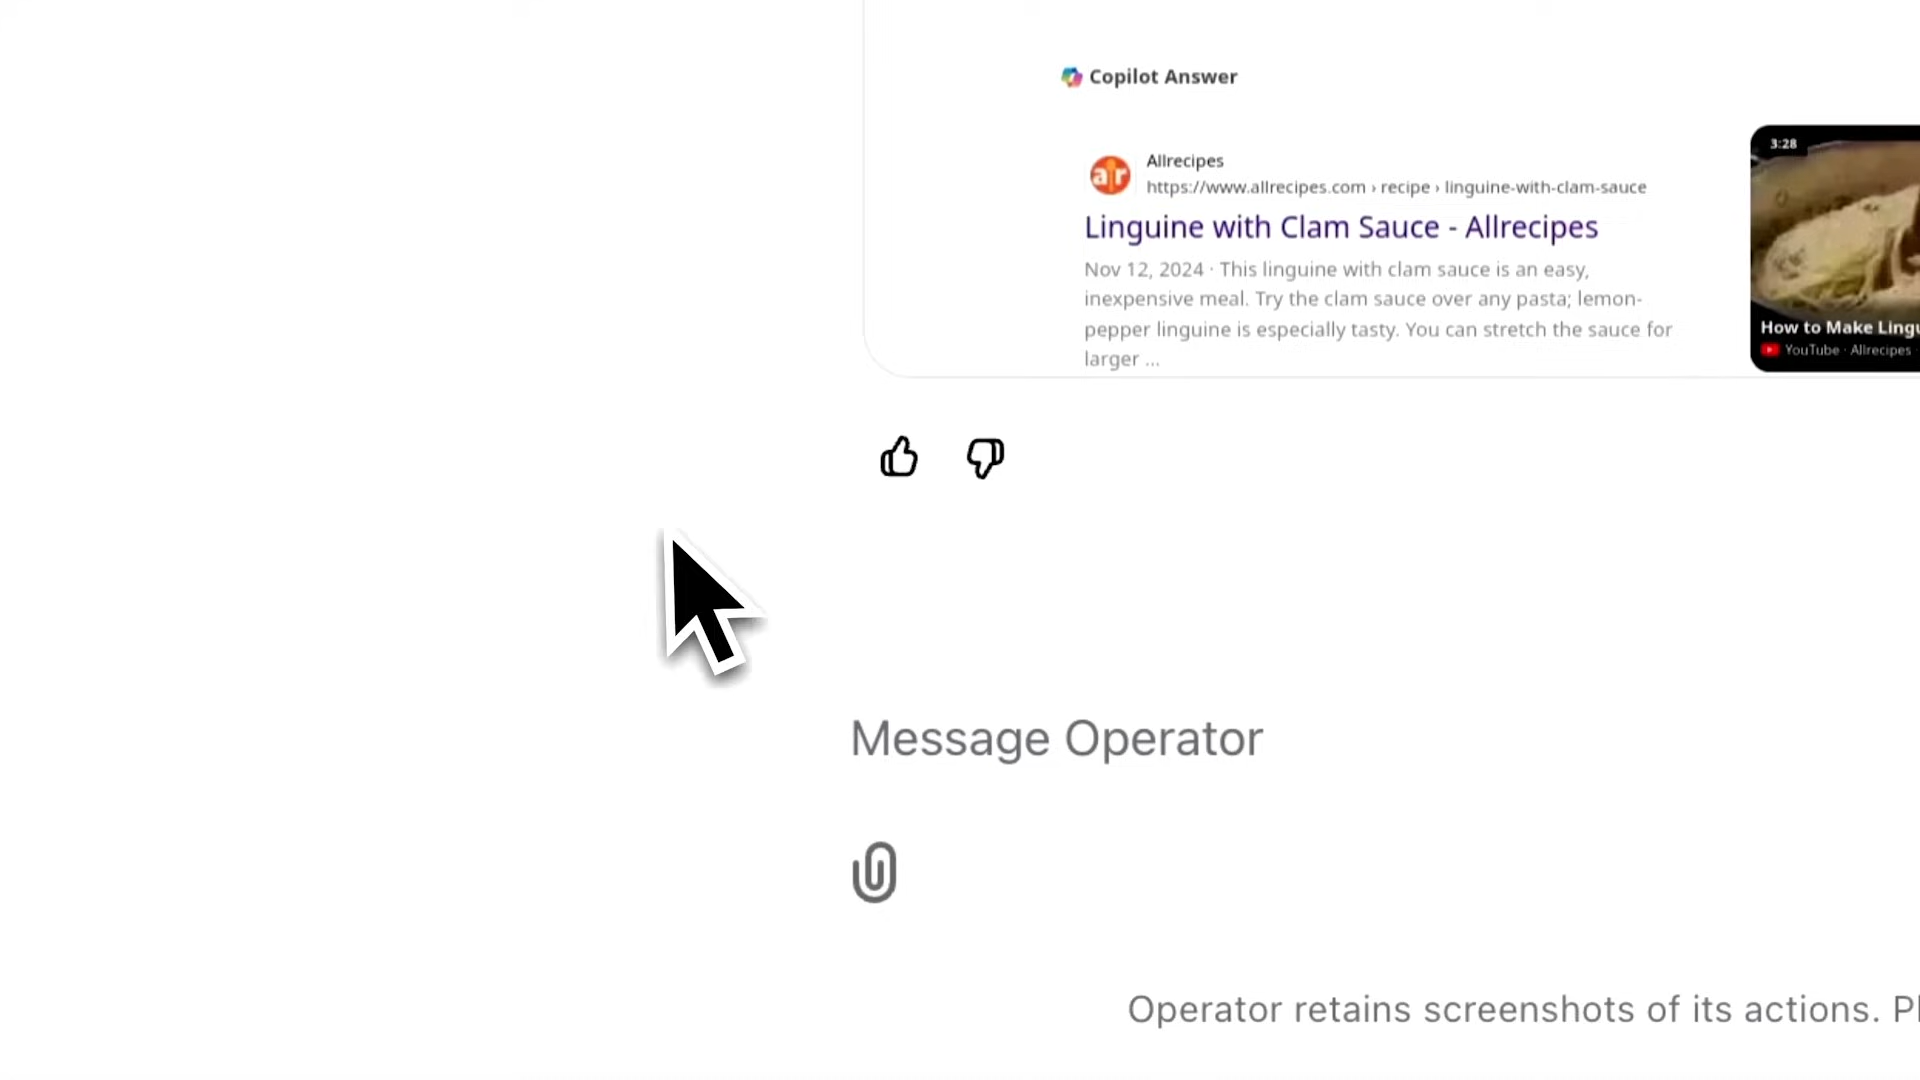 Copilot Answer
Allrecipes
https://www.allrecipes.com › recipe › linguine-with-clam-sauce
Linguine with Clam Sauce - Allrecipes
Nov 12, 2024 · This linguine with clam sauce is an easy,
inexpensive meal. Try the clam sauce over any pasta; lemon-
pepper linguine is especially tasty. You can stretch the sauce for
larger ...
3:28
How to Make Lingu
YouTube · Allrecipes ·
Message Operator
Operator retains screenshots of its actions. Pl